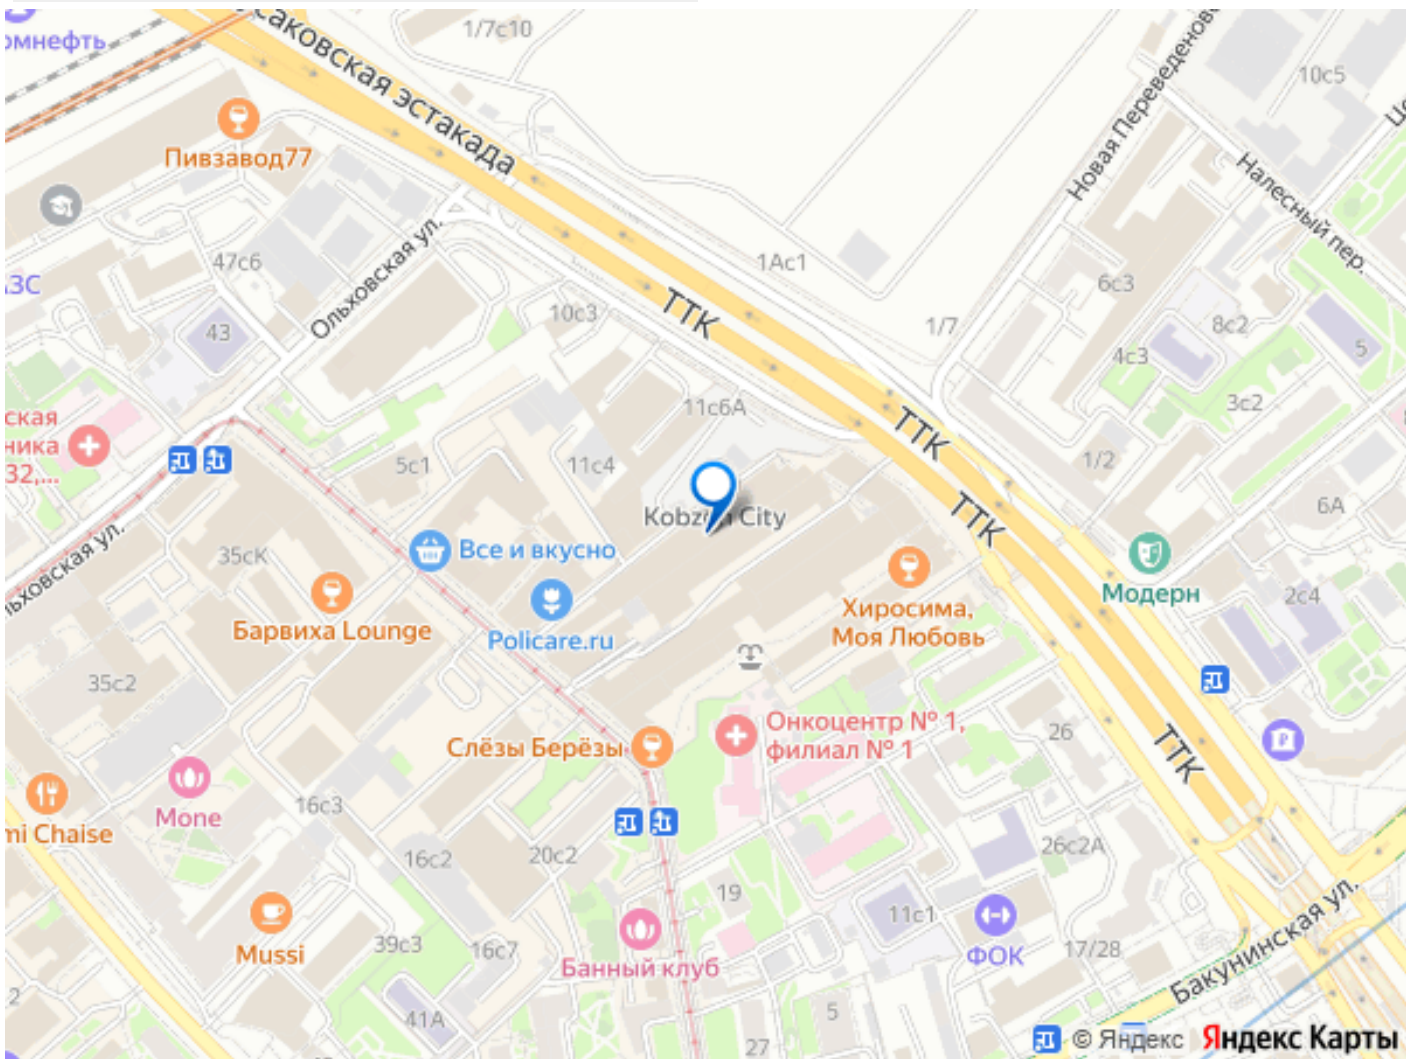 омнефть
1/7с10
саковская эстакада
Новая Переведенов
10с5
Пивзавод77
Налесный пер.
47с6
Ольховская ул.
1Ас1
АЗС
43
10с3
ТТК
1/7
6с3
8с2
5
4с3
3с2
11с6А
ская
ника
32,...
ТТК
5с1
11с4
1/2
6А
Kobzon City
ТТК
льховская ул.
35сК
Все и вкусно
Барвиха Lounge
Policare.ru
Хиросима,
Моя Любовь
Модерн
2с4
35с2
Слёзы Берёзы
Онкоцентр № 1,
филиал № 1
26
ТТК
mi Chaise
Mone
16с3
16с2
20с2
26с2А
19
11с1
Mussi
39с3
16с7
Банный клуб
ФОК
17/28
Бакунинская ул.
2
41А
5
27
© Яндекс Яндекс Карты